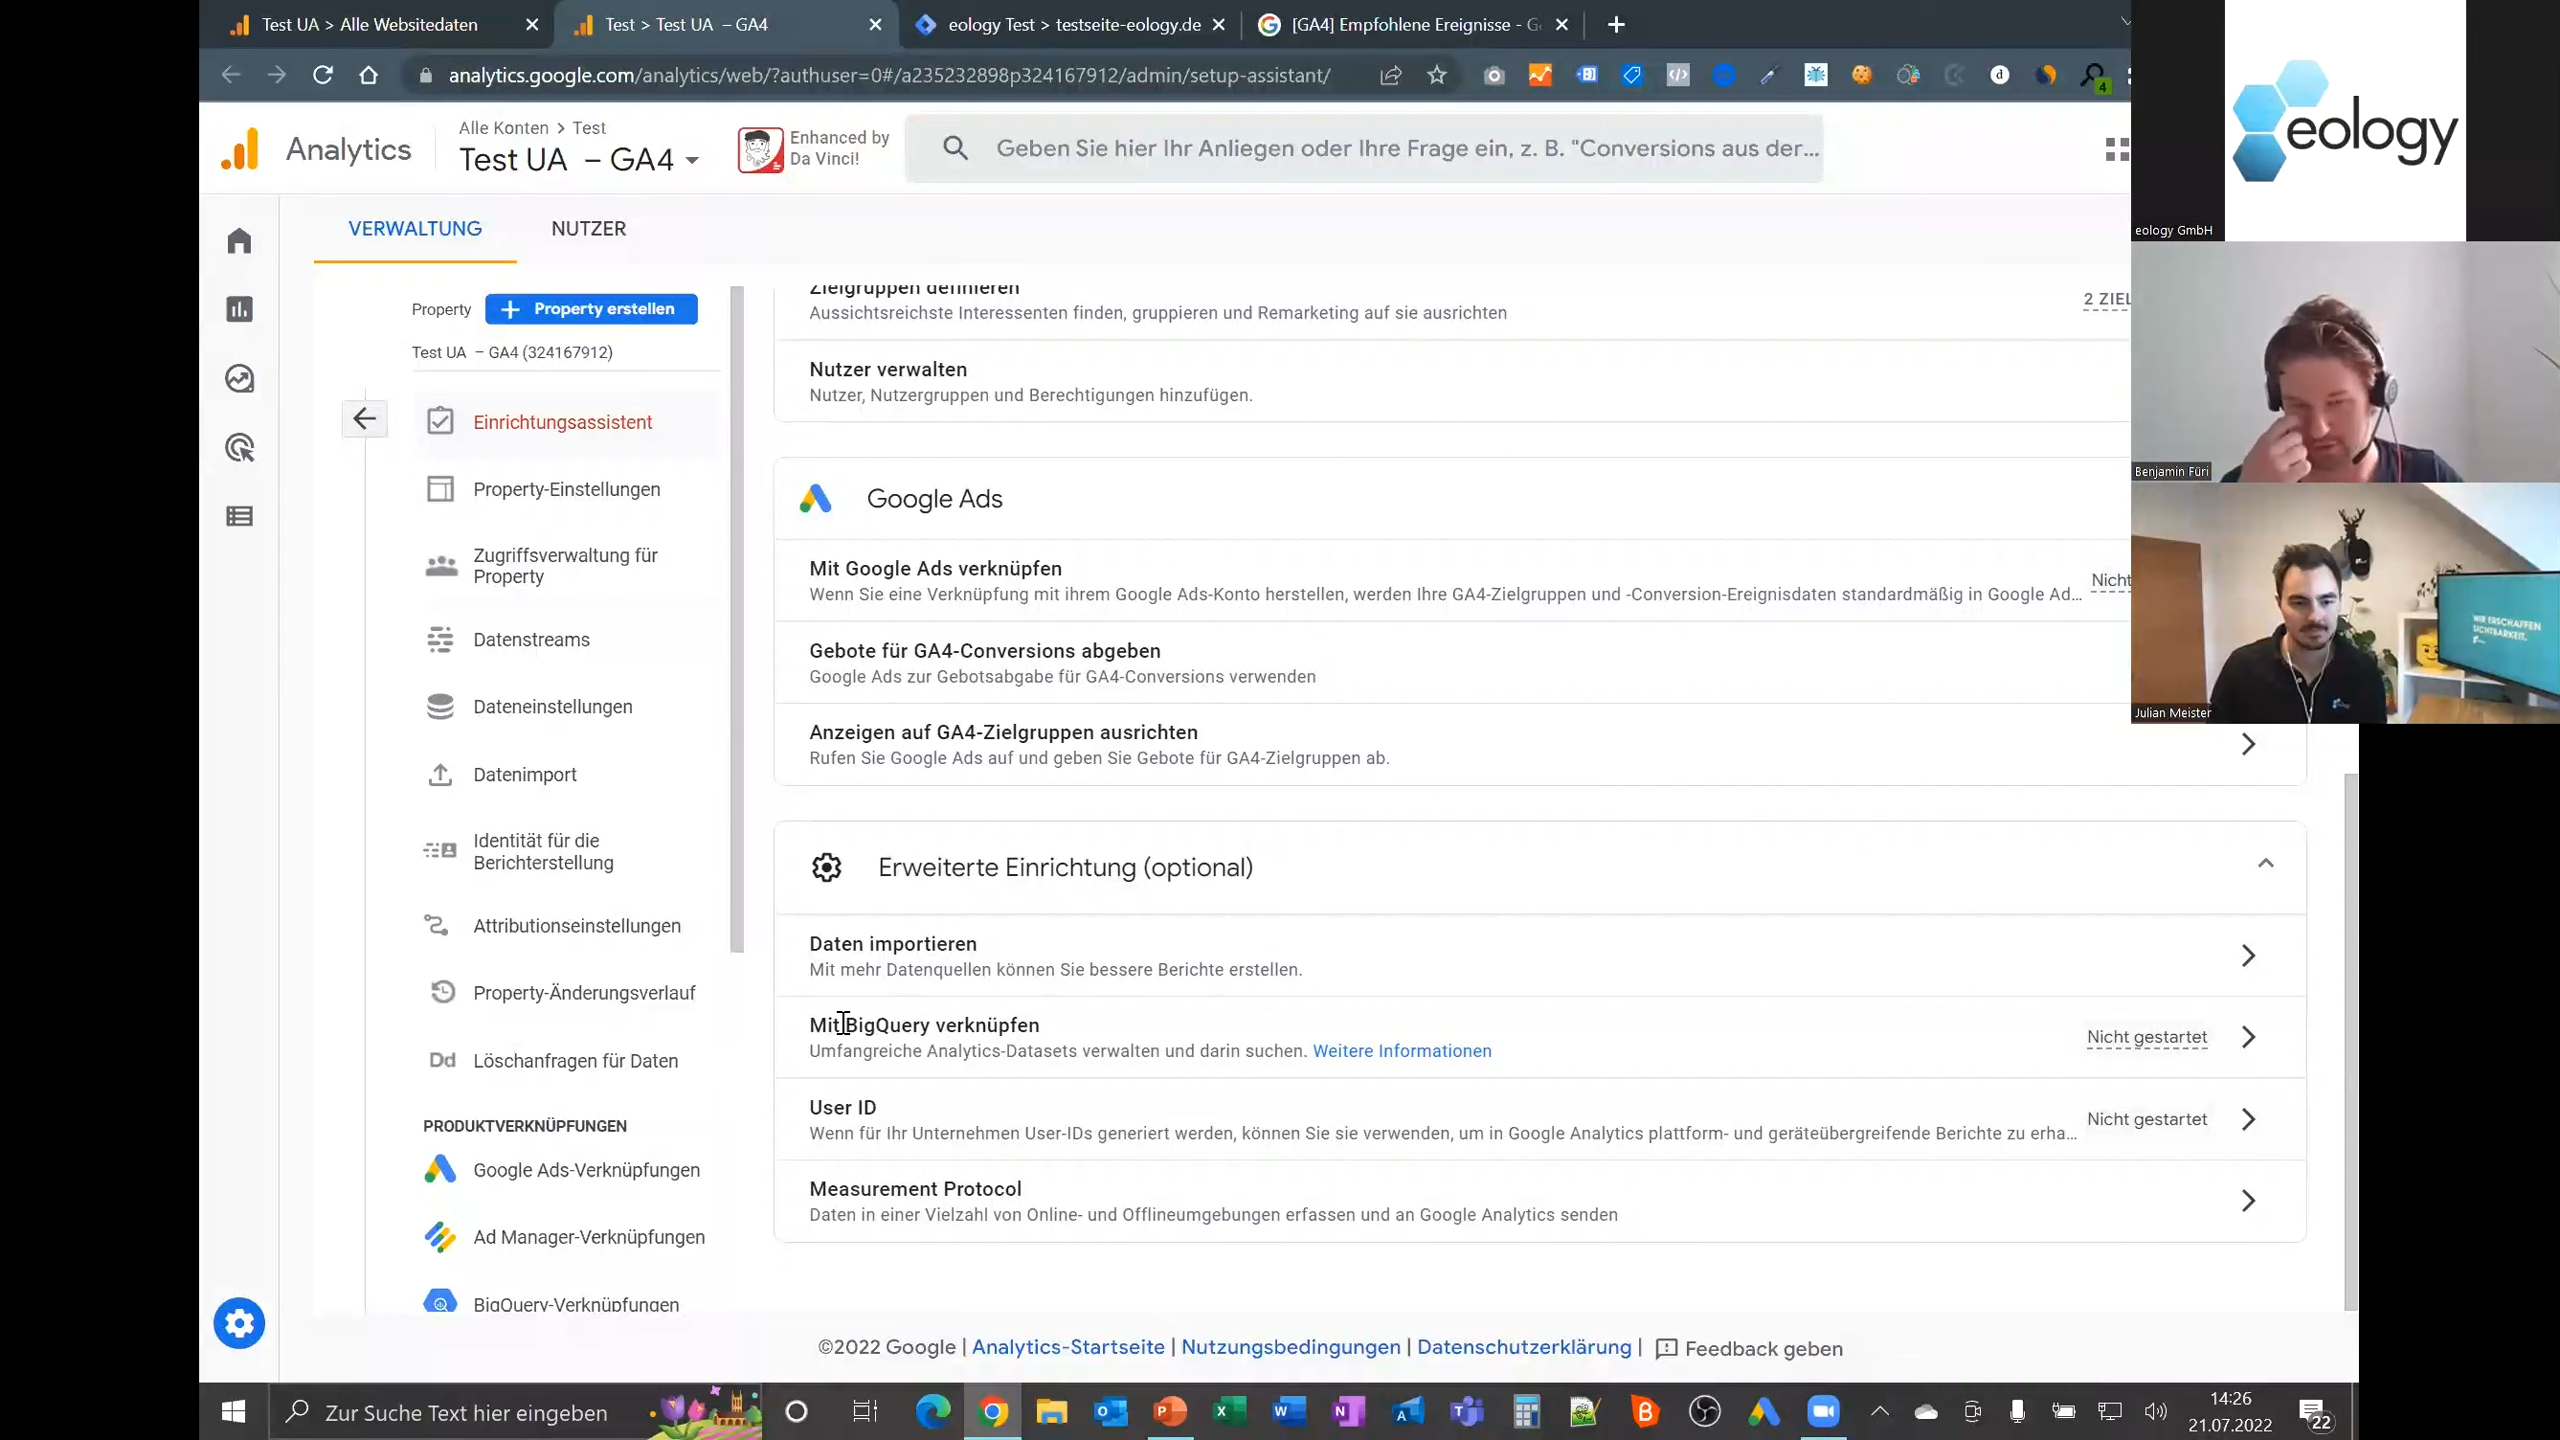 Test UA > Alle Websitedaten
Test > Test UA – GA4
eology Test > testseite-eology.de
[GA4] Empfohlene Ereignisse - G
analytics.google.com/analytics/web/?authuser=0#/a235232898p324167912/admin/setup-assistant/
4
Analytics
Alle Konten > Test
Test UA – GA4
Enhanced by
Da Vinci!
Geben Sie hier Ihr Anliegen oder Ihre Frage ein, z. B. "Conversions aus der...
eology
eology GmbH
VERWALTUNG
NUTZER
Property
Property erstellen
Test UA – GA4 (324167912)
Einrichtungsassistent
Property-Einstellungen
Zugriffsverwaltung für
Property
Datenstreams
Dateneinstellungen
Datenimport
Identität für die
Berichterstellung
Attributionseinstellungen
Property-Änderungsverlauf
Dd
Löschanfragen für Daten
PRODUKTVERKNÜPFUNGEN
Google Ads-Verknüpfungen
Ad Manager-Verknüpfungen
BigQuery-Verknüpfungen
Zielgruppen definieren
Aussichtsreichste Interessenten finden, gruppieren und Remarketing auf sie ausrichten
2 ZIEL
Nutzer verwalten
Nutzer, Nutzergruppen und Berechtigungen hinzufügen.
Google Ads
Mit Google Ads verknüpfen
Wenn Sie eine Verknüpfung mit ihrem Google Ads-Konto herstellen, werden Ihre GA4-Zielgruppen und -Conversion-Ereignisdaten standardmäßig in Google Ad...
Nicht
Gebote für GA4-Conversions abgeben
Google Ads zur Gebotsabgabe für GA4-Conversions verwenden
Anzeigen auf GA4-Zielgruppen ausrichten
Rufen Sie Google Ads auf und geben Sie Gebote für GA4-Zielgruppen ab.
Erweiterte Einrichtung (optional)
Daten importieren
Mit mehr Datenquellen können Sie bessere Berichte erstellen.
Mit BigQuery verknüpfen
Umfangreiche Analytics-Datasets verwalten und darin suchen. Weitere Informationen
Nicht gestartet
User ID
Wenn für Ihr Unternehmen User-IDs generiert werden, können Sie sie verwenden, um in Google Analytics plattform- und geräteübergreifende Berichte zu erha...
Nicht gestartet
Measurement Protocol
Daten in einer Vielzahl von Online- und Offlineumgebungen erfassen und an Google Analytics senden
Benjamin Füri
WIR ERSCHAFFEN
SICHTBARKEIT.
Julian Meister
©2022 Google | Analytics-Startseite | Nutzungsbedingungen | Datenschutzerklärung | Feedback geben
Zur Suche Text hier eingeben
14:26
21.07.2022
22